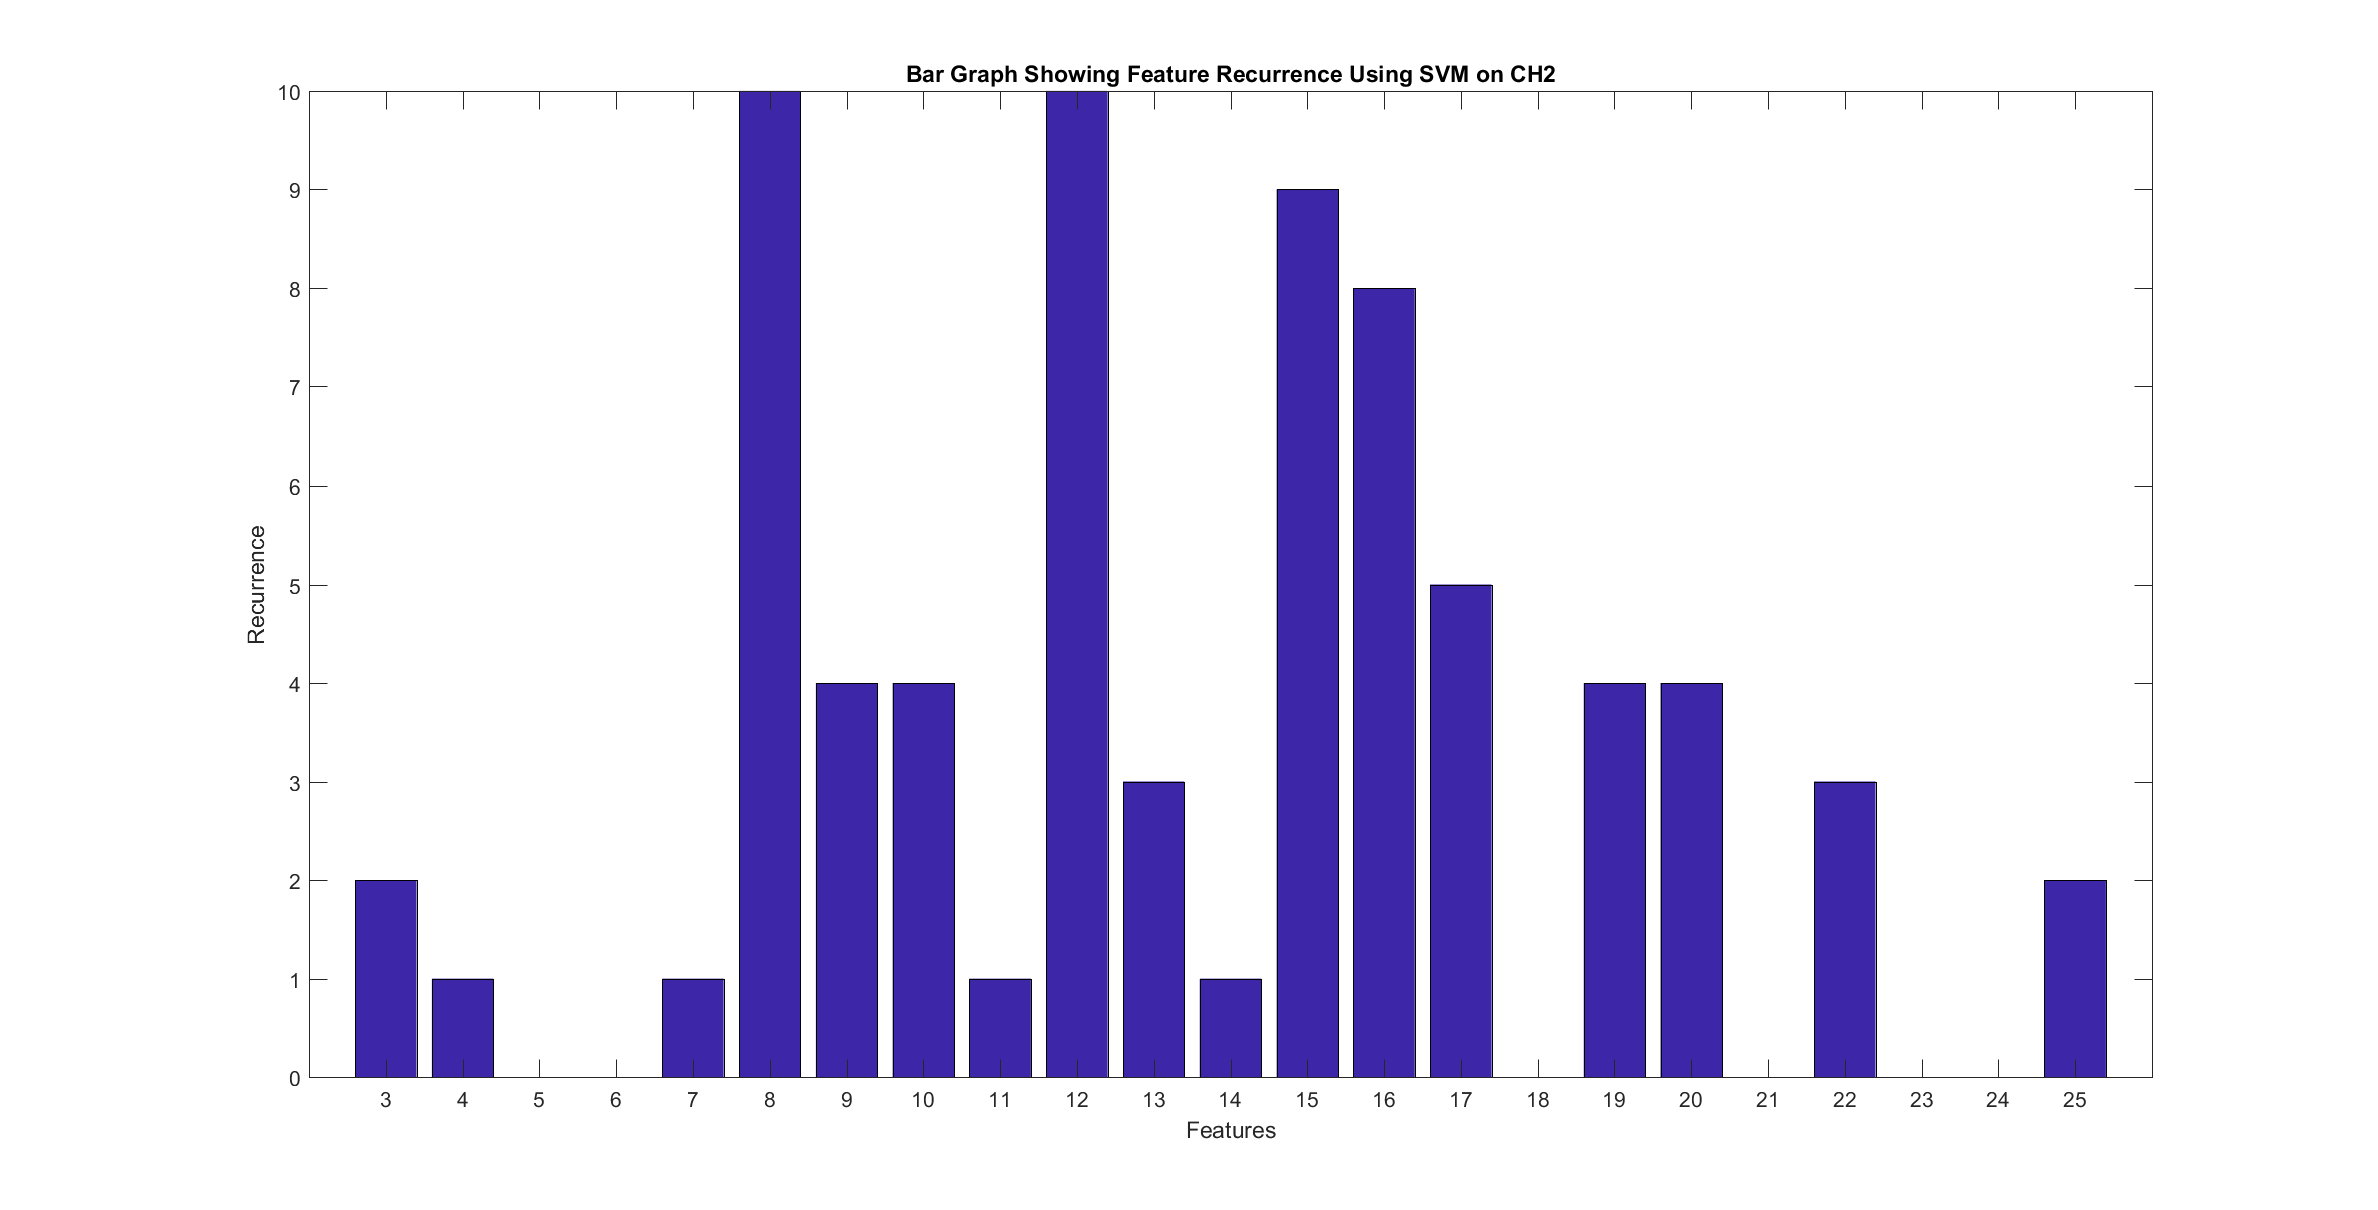 Bar Graph Showing Feature Recurrence Using SVM on CH2
10
9
8
7
6
5
4
3
2
1
0
Recurrence
3 4 5 6 7 8 9 10 11 12 13 14 15 16 17 18 19 20 21 22 23 24 25
Features